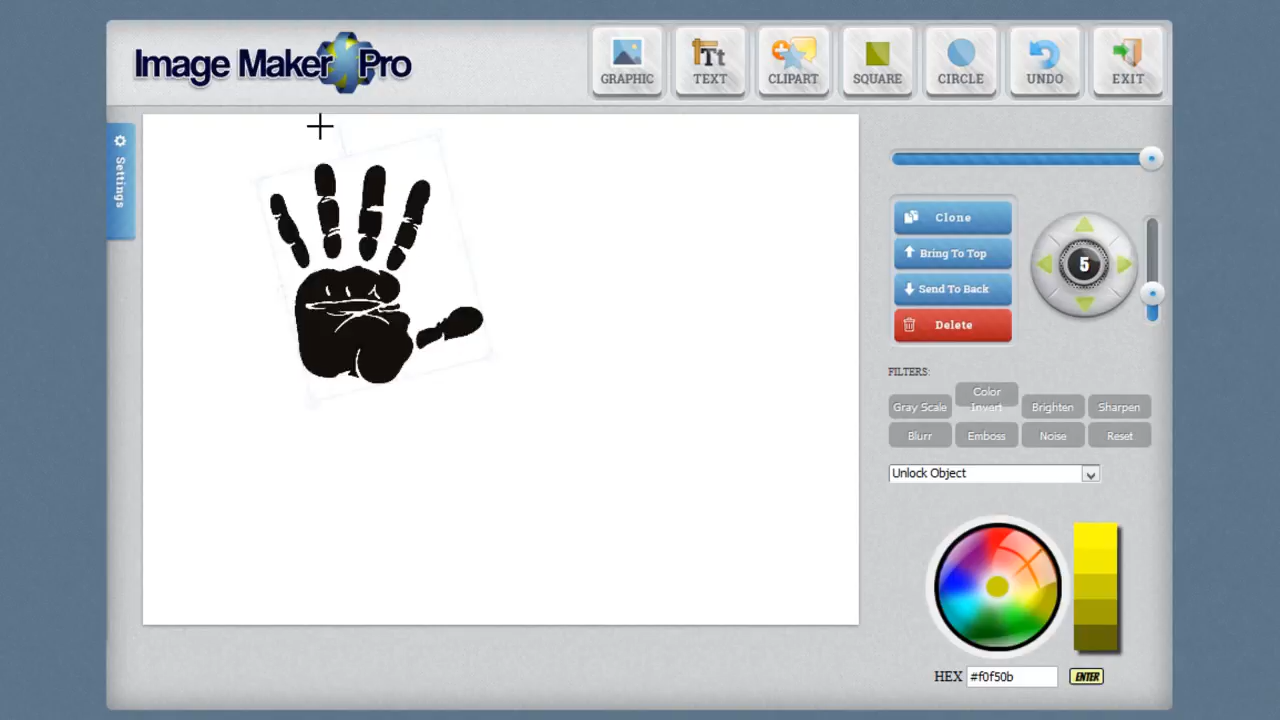 Image Maker Pro
GRAPHIC
TEXT
CLIPART
SQUARE
CIRCLE
UNDO
EXIT
Settings
Clone
Bring To Top
5
Send To Back
Delete
FILTERS:
Gray Scale
Color Invert
Brighten
Sharpen
Blurr
Emboss
Noise
Reset
Unlock Object
HEX #f0f50b ENTER